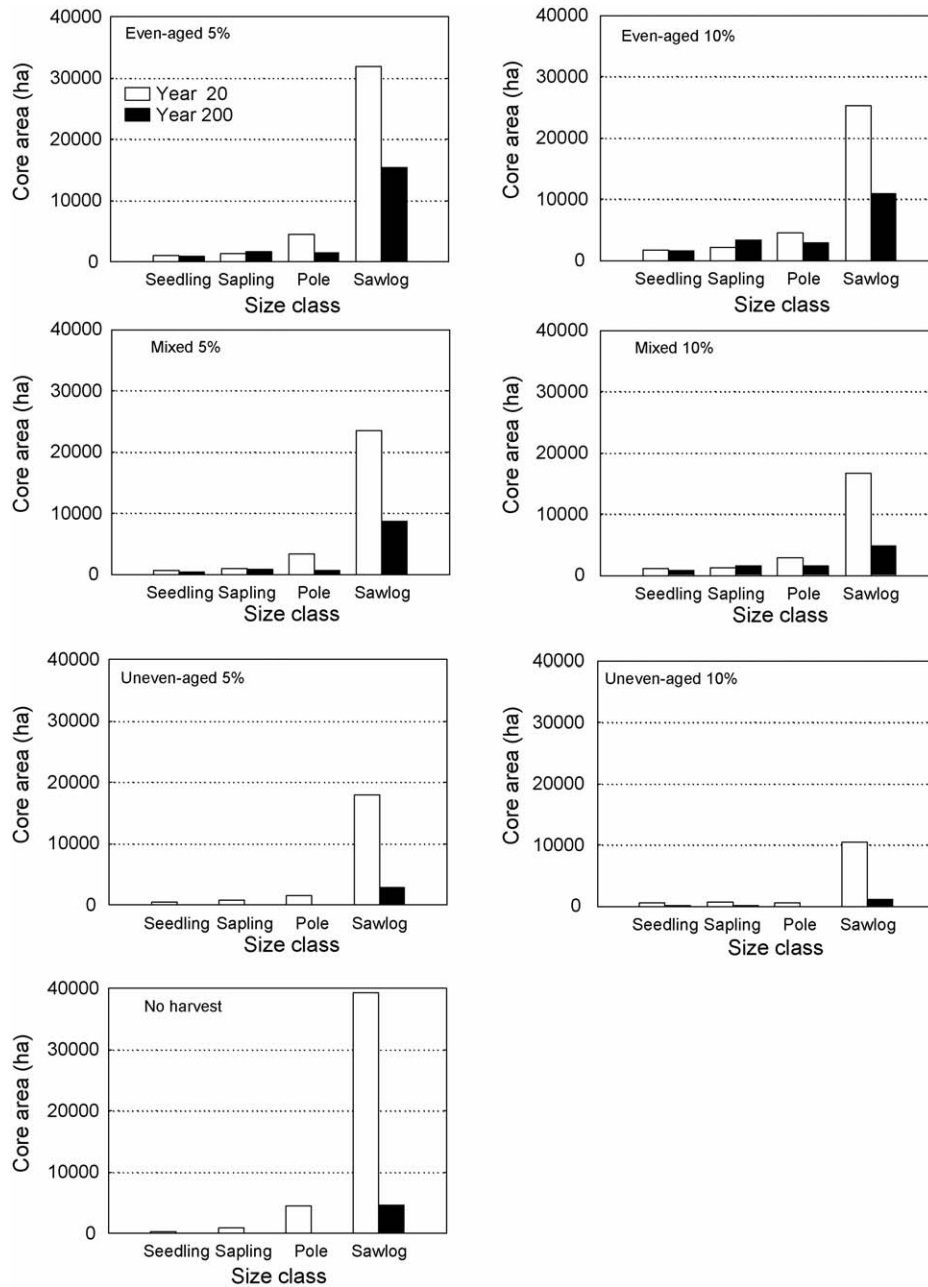 Even-aged 5%
Year 20
Year 200
Core area (ha)
40000
30000
20000
10000
0
Seedling Sapling Pole Sawlog
Size class
Even-aged 10%
Core area (ha)
40000
30000
20000
10000
0
Seedling Sapling Pole Sawlog
Size class
Mixed 5%
Core area (ha)
40000
30000
20000
10000
0
Seedling Sapling Pole Sawlog
Size class
Mixed 10%
Core area (ha)
40000
30000
20000
10000
0
Seedling Sapling Pole Sawlog
Size class
Uneven-aged 5%
Core area (ha)
40000
30000
20000
10000
0
Seedling Sapling Pole Sawlog
Size class
Uneven-aged 10%
Core area (ha)
40000
30000
20000
10000
0
Seedling Sapling Pole Sawlog
Size class
No harvest
Core area (ha)
40000
30000
20000
10000
0
Seedling Sapling Pole Sawlog
Size class